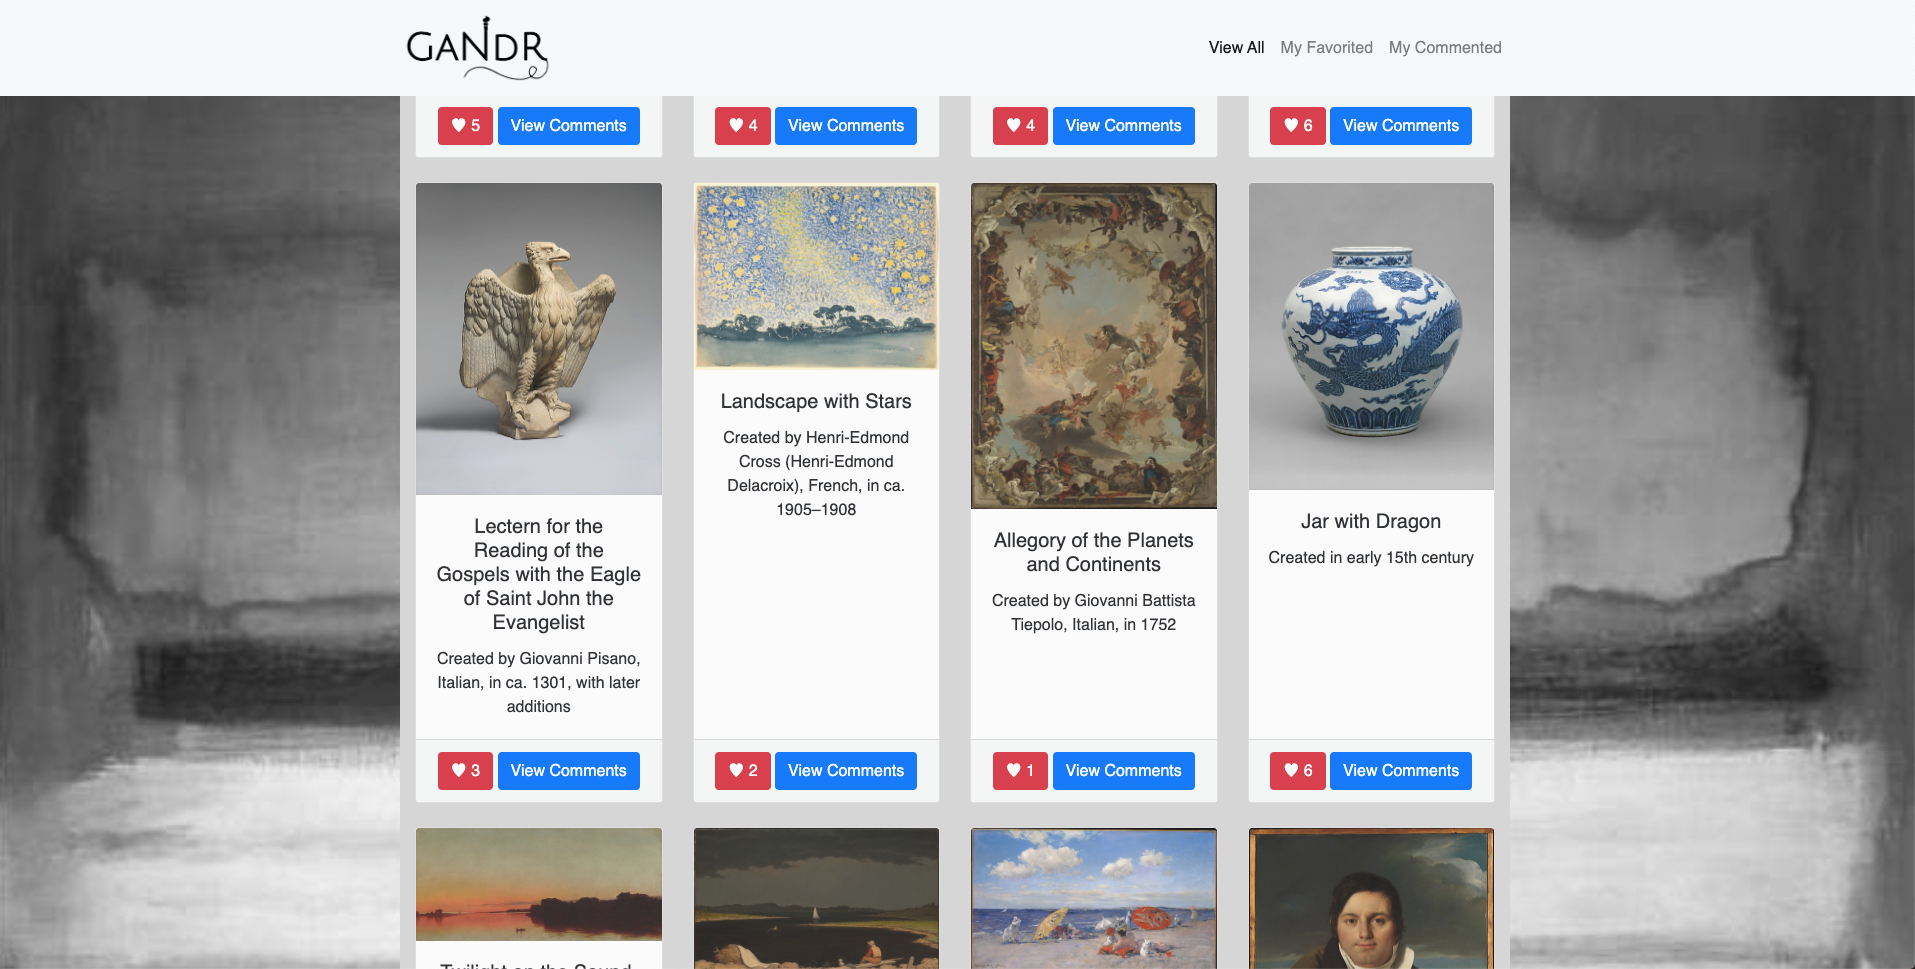 GANDR
View All My Favorited My Commented
♥ 5 View Comments
♥ 4 View Comments
♥ 4 View Comments
♥ 6 View Comments
Lectern for the
Reading of the
Gospels with the Eagle
of Saint John the
Evangelist
Created by Giovanni Pisano,
Italian, in ca. 1301, with later
additions
♥ 3 View Comments
Landscape with Stars
Created by Henri-Edmond
Cross (Henri-Edmond
Delacroix), French, in ca.
1905–1908
♥ 2 View Comments
Allegory of the Planets
and Continents
Created by Giovanni Battista
Tiepolo, Italian, in 1752
♥ 1 View Comments
Jar with Dragon
Created in early 15th century
♥ 6 View Comments
Twilight on the Sound